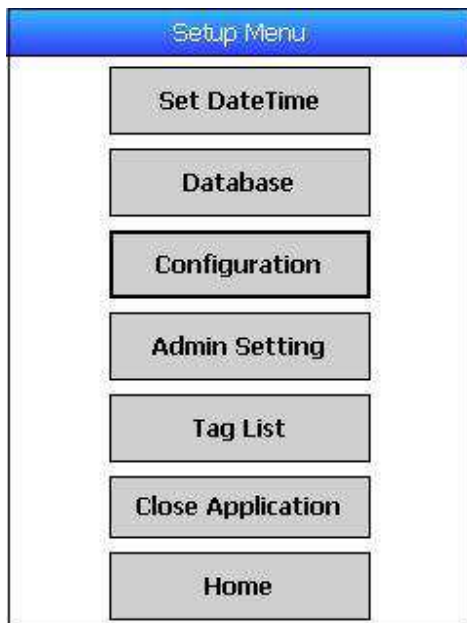 Setup Menu
Set DateTime
Database
Configuration
Admin Setting
Tag List
Close Application
Home